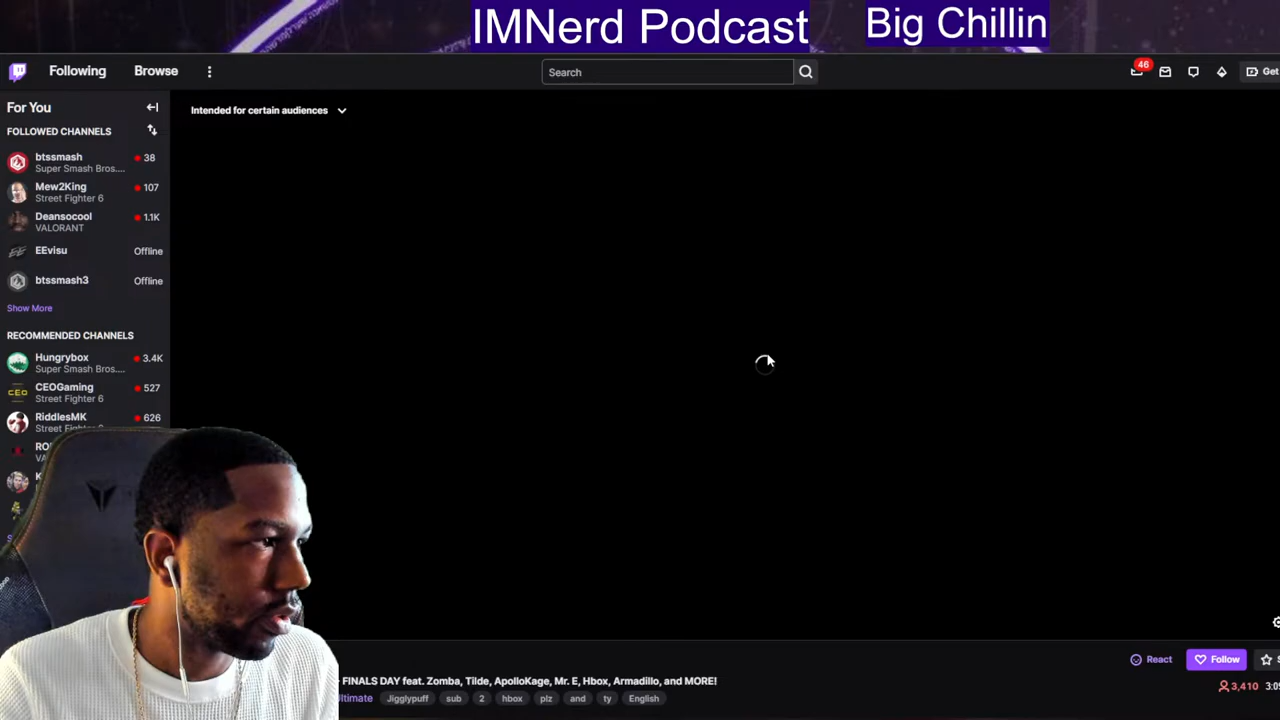 IMNerd Podcast
Big Chillin
Following
Browse
Search
46
Get
For You
Intended for certain audiences
FOLLOWED CHANNELS
btssmash
38
Super Smash Bros....
Mew2King
107
Street Fighter 6
Deansocool
1.1K
VALORANT
EEvisu
Offline
btssmash3
Offline
Show More
RECOMMENDED CHANNELS
Hungrybox
3.4K
Super Smash Bros....
CEOGaming
527
Street Fighter 6
RiddlesMK
626
React
Follow
FINALS DAY feat. Zomba, Tilde, ApolloKage, Mr. E, Hbox, Armadillo, and MORE!
3,410
Jigglypuff
sub
2
hbox
plz
and
ty
English